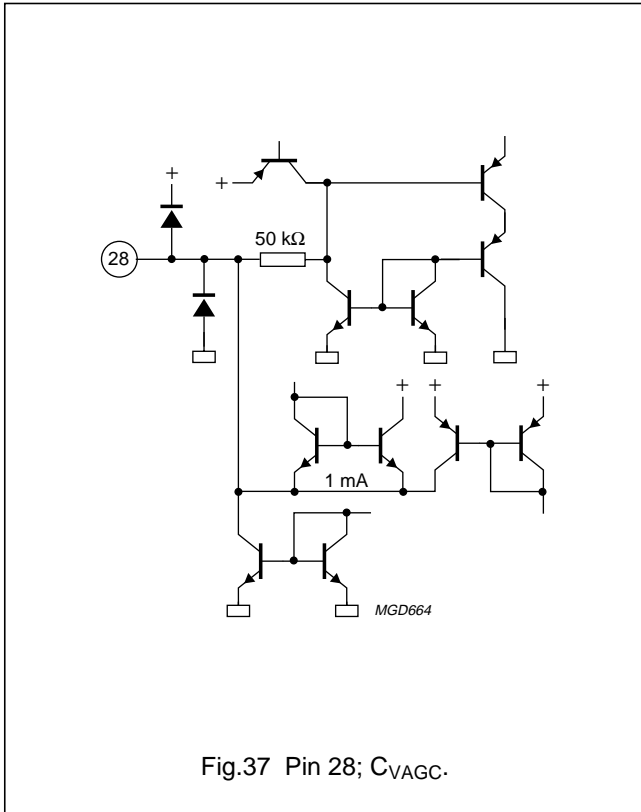 +
+
50 kΩ
28
+
+
+
1 mA
MGD664
Fig.37 Pin 28; CVAGC.